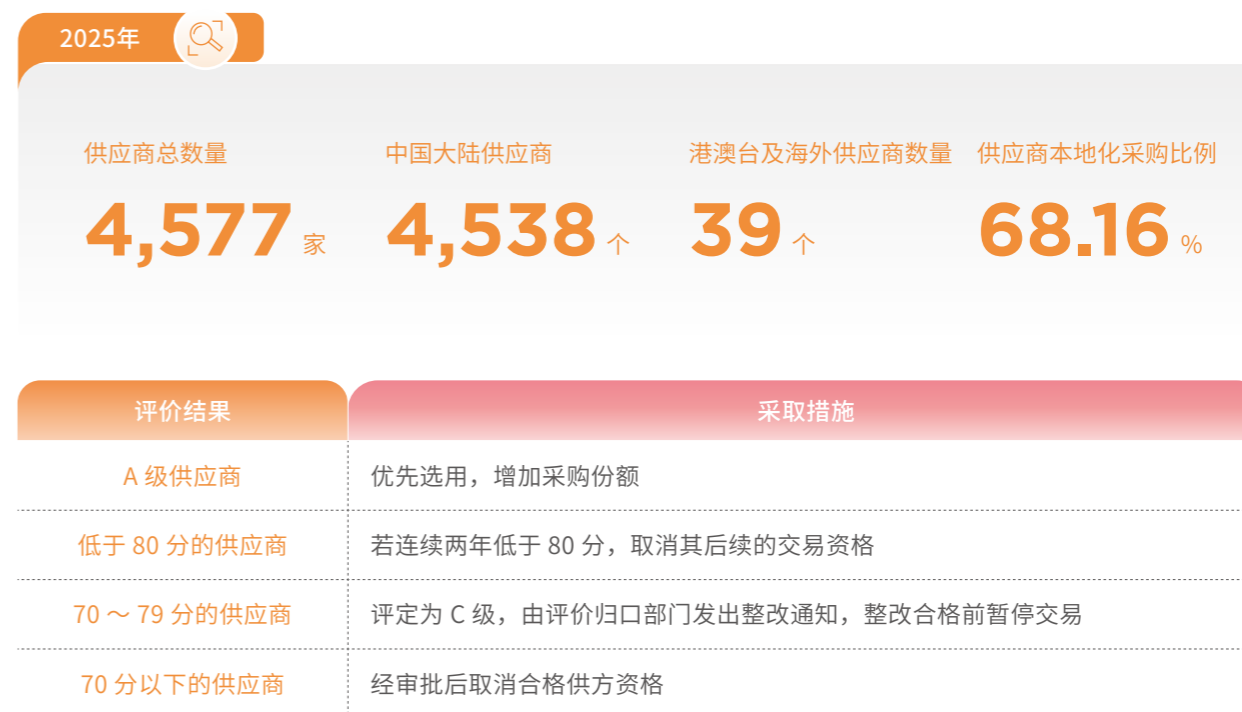 2025年
供应商总数量
4,577 家
中国大陆供应商
4,538 个
港澳台及海外供应商数量
39 个
供应商本地化采购比例
68.16 %
评价结果
采取措施
A 级供应商
优先选用，增加采购份额
低于 80 分的供应商
若连续两年低于 80 分，取消其后续的交易资格
70 ～ 79 分的供应商
评定为 C 级，由评价归口部门发出整改通知，整改合格前暂停交易
70 分以下的供应商
经审批后取消合格供方资格